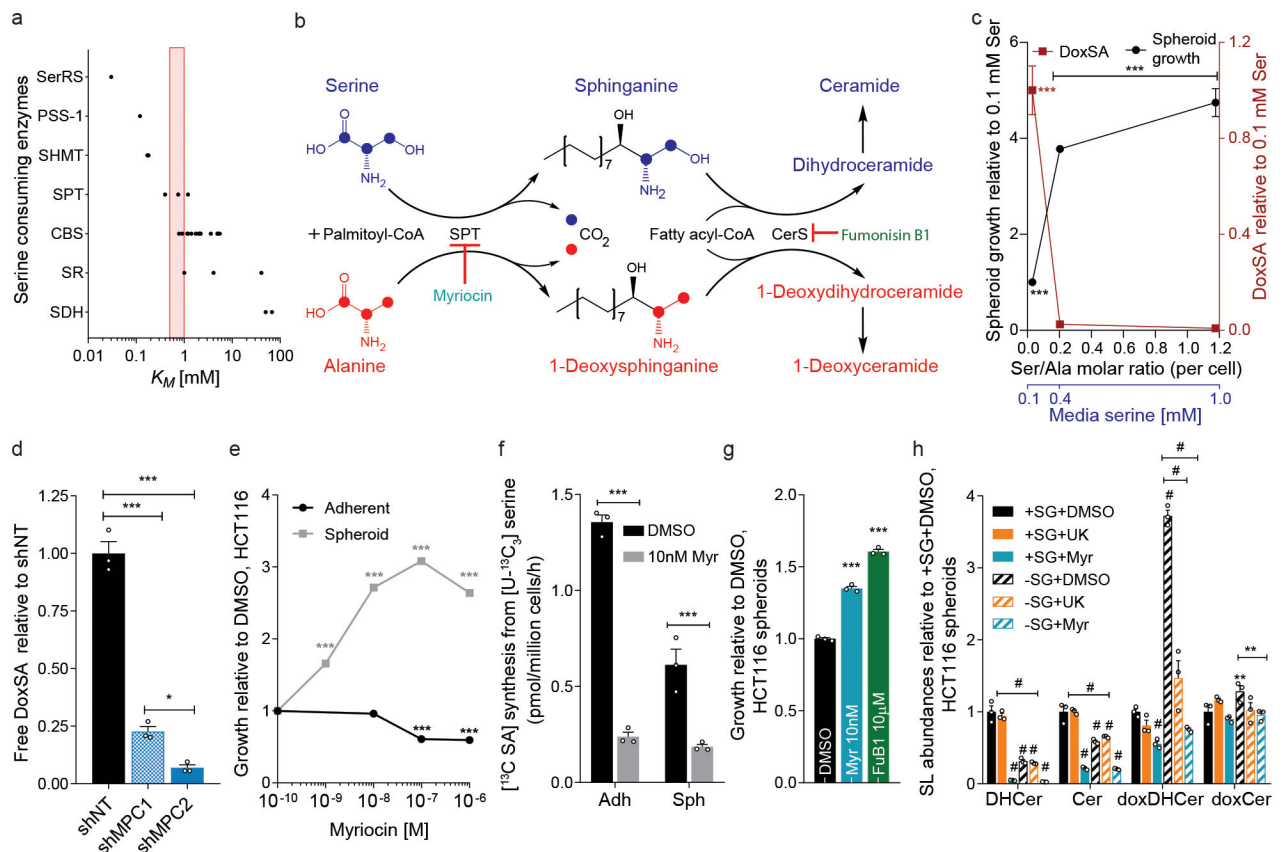 a
Serine consuming enzymes
SerRS
PSS-1
SHMT
SPT
CBS
SR
SDH
0.01 0.1 1 10 100
K_M [mM]
b
Serine
Sphinganine
Ceramide
O
HO
OH
NH2
OH
7
OH
NH2
Dihydroceramide
+ Palmitoyl-CoA
SPT
CO2
Fatty acyl-CoA
CerS
Fumonisin B1
Myriocin
O
HO
NH2
OH
7
NH2
1-Deoxydihydroceramide
Alanine
1-Deoxysphinganine
1-Deoxyceramide
c
Spheroid growth relative to 0.1 mM Ser
6
4
2
0
DoxSA
Spheroid
growth
***
***
***
1.2
0.8
0.4
0.0
DoxSA relative to 0.1 mM Ser
0.0 0.2 0.4 0.6 0.8 1.0 1.2
Ser/Ala molar ratio (per cell)
0.1 0.4 1.0
Media serine [mM]
d
Free DoxSA relative to shNT
1.25
1.00
0.75
0.50
0.25
0.00
***
***
*
shNT
shMPC1
shMPC2
e
Growth relative to DMSO, HCT116
4
3
2
1
0
Adherent
Spheroid
***
***
***
***
***
***
10-10 10-9 10-8 10-7 10-6
Myriocin [M]
f
[13C SA] synthesis from [U-13C3] serine
(pmol/million cells/h)
1.5
1.0
0.6
0.0
***
***
DMSO
10nM Myr
Adh Sph
g
Growth relative to DMSO,
HCT116 spheroids
2.0
1.5
1.0
0.5
0.0
***
***
DMSO
Myr 10nM
FuB1 10μM
h
SL abundances relative to +SG+DMSO,
HCT116 spheroids
4
3
2
1
0
+SG+DMSO
+SG+UK
+SG+Myr
-SG+DMSO
-SG+UK
-SG+Myr
#
#
#
#
#
#
**
**
# # # # #
# # # #
#
DHCer Cer doxDHCer doxCer